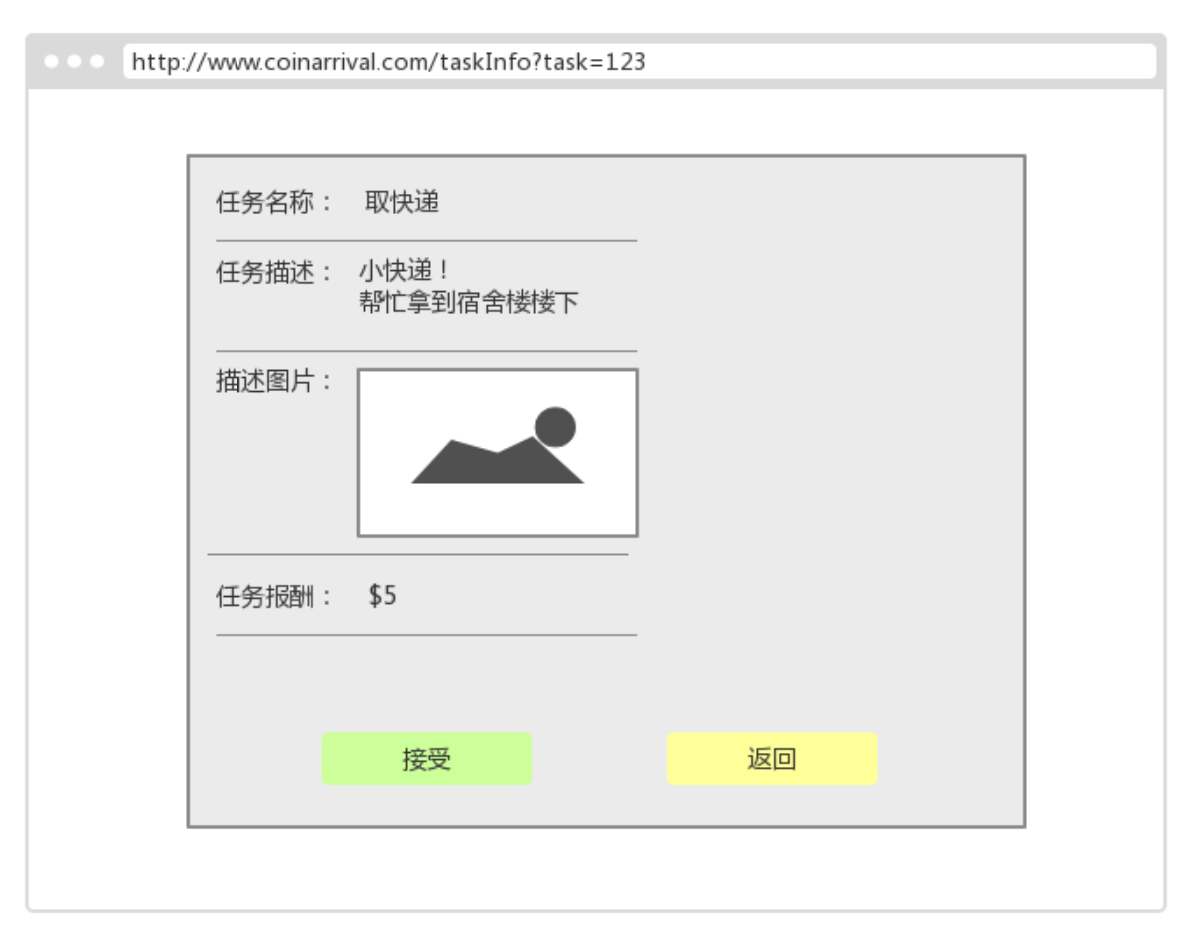 http://www.coinarrival.com/taskInfo?task=123
任务名称： 取快递
任务描述： 小快递！
帮忙拿到宿舍楼楼下
描述图片：
任务报酬： $5
接受 返回